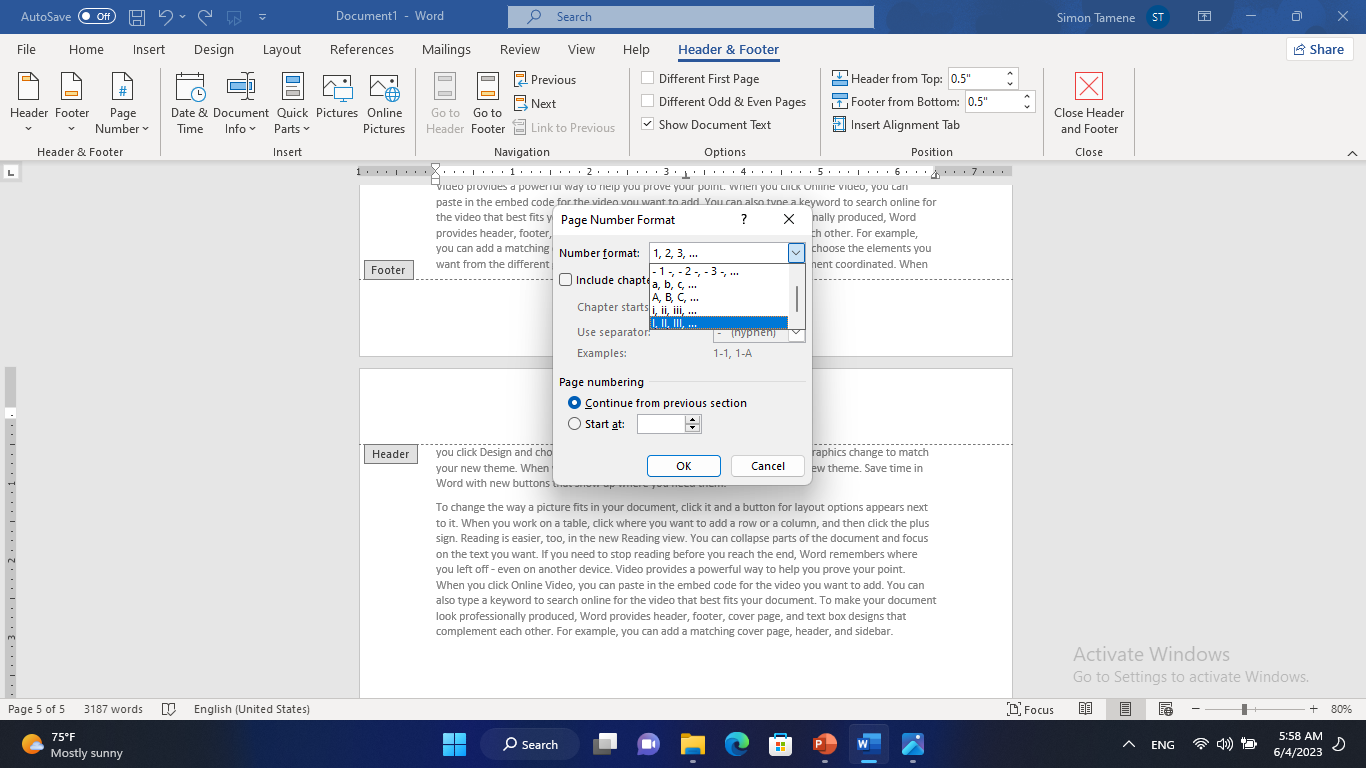 AutoSave Off Document1 - Word Search Simon Tamene ST
File Home Insert Design Layout References Mailings Review View Help Header & Footer Share
Header Footer Page Number
Header & Footer
Date & Time Document Info Quick Parts Pictures Online Pictures
Insert
Go to Header Go to Footer
Previous
Next
Link to Previous
Navigation
Different First Page
Different Odd & Even Pages
Show Document Text
Options
Header from Top: 0.5"
Footer from Bottom: 0.5"
Insert Alignment Tab
Position
Close Header and Footer
Close
1 1 2 3 4 5 6 7
Video provides a powerful way to help you prove your point. When you click Online Video, you can
paste in the embed code for the video you want to add. You can also type a keyword to search online for
the video that best fits y nally produced, Word
provides header, footer, ch other. For example,
you can add a matching choose the elements you
want from the different nent coordinated. When
Footer
Page Number Format ?
Number format: 1, 2, 3, ...
- 1 -, - 2 -, - 3 -, ...
a, b, c, ...
A, B, C, ...
i, ii, iii, ...
I, II, III, ...
Include chapte
Chapter starts
Use separator: - (hyphen)
Examples: 1-1, 1-A
Page numbering
Continue from previous section
Start at:
OK Cancel
Header
you click Design and cho raphics change to match
your new theme. When ew theme. Save time in
Word with new buttons that show up where you need them.
To change the way a picture fits in your document, click it and a button for layout options appears next
to it. When you work on a table, click where you want to add a row or a column, and then click the plus
sign. Reading is easier, too, in the new Reading view. You can collapse parts of the document and focus
on the text you want. If you need to stop reading before you reach the end, Word remembers where
you left off - even on another device. Video provides a powerful way to help you prove your point.
When you click Online Video, you can paste in the embed code for the video you want to add. You can
also type a keyword to search online for the video that best fits your document. To make your document
look professionally produced, Word provides header, footer, cover page, and text box designs that
complement each other. For example, you can add a matching cover page, header, and sidebar.
1
2
3
Activate Windows
Go to Settings to activate Windows.
Page 5 of 5 3187 words English (United States) Focus 80%
75°F
Mostly sunny
Search
ENG
5:58 AM
6/4/2023